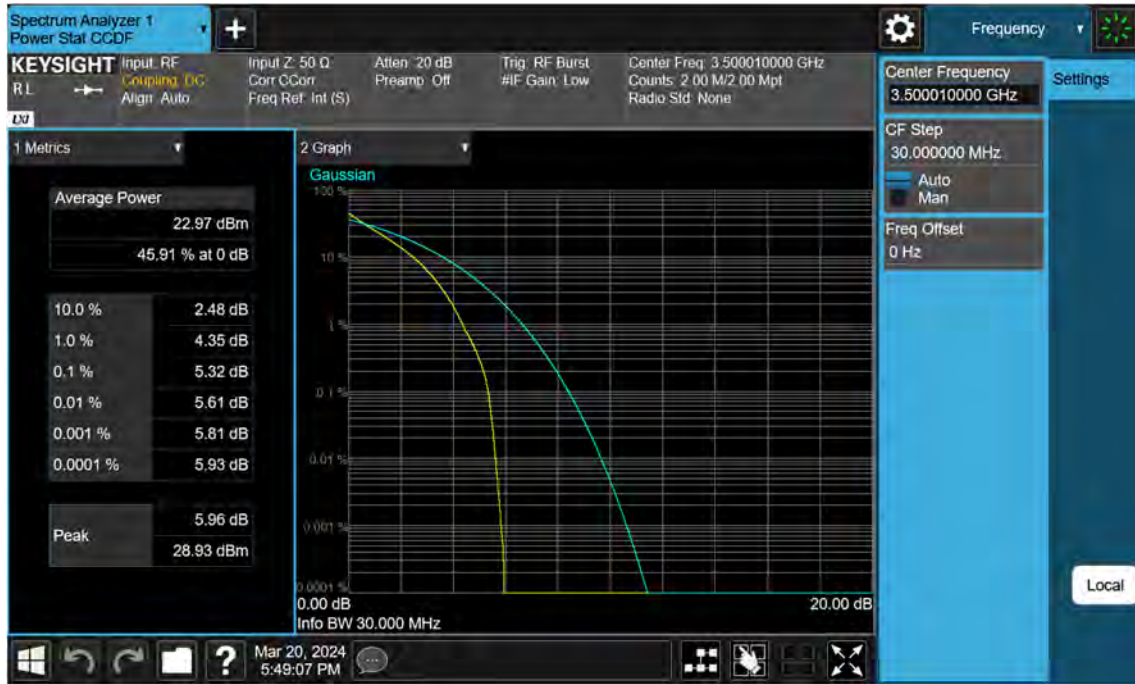 Spectrum Analyzer 1
Power Stat CCDF
Frequency
KEYSIGHT
RL
LXI
Input: RF
Coupling: DC
Align: Auto
Input Z: 50 Ω
Corr CCorr
Freq Ref: Int (S)
Atten: 20 dB
Preamp: Off
Trig: RF Burst
#IF Gain: Low
Center Freq: 3.500010000 GHz
Counts: 2.00 M/2.00 Mpt
Radio Std: None
Center Frequency
3.500010000 GHz
Settings
CF Step
30.000000 MHz
Auto
Man
Freq Offset
0 Hz
1 Metrics
Average Power
22.97 dBm
45.91 % at 0 dB
10.0 % 2.48 dB
1.0 % 4.35 dB
0.1 % 5.32 dB
0.01 % 5.61 dB
0.001 % 5.81 dB
0.0001 % 5.93 dB
Peak
5.96 dB
28.93 dBm
2 Graph
Gaussian
100 %
10 %
1 %
0.1 %
0.01 %
0.001 %
0.0001 %
0.00 dB 20.00 dB
Info BW 30.000 MHz
Local
?
Mar 20, 2024
5:49:07 PM